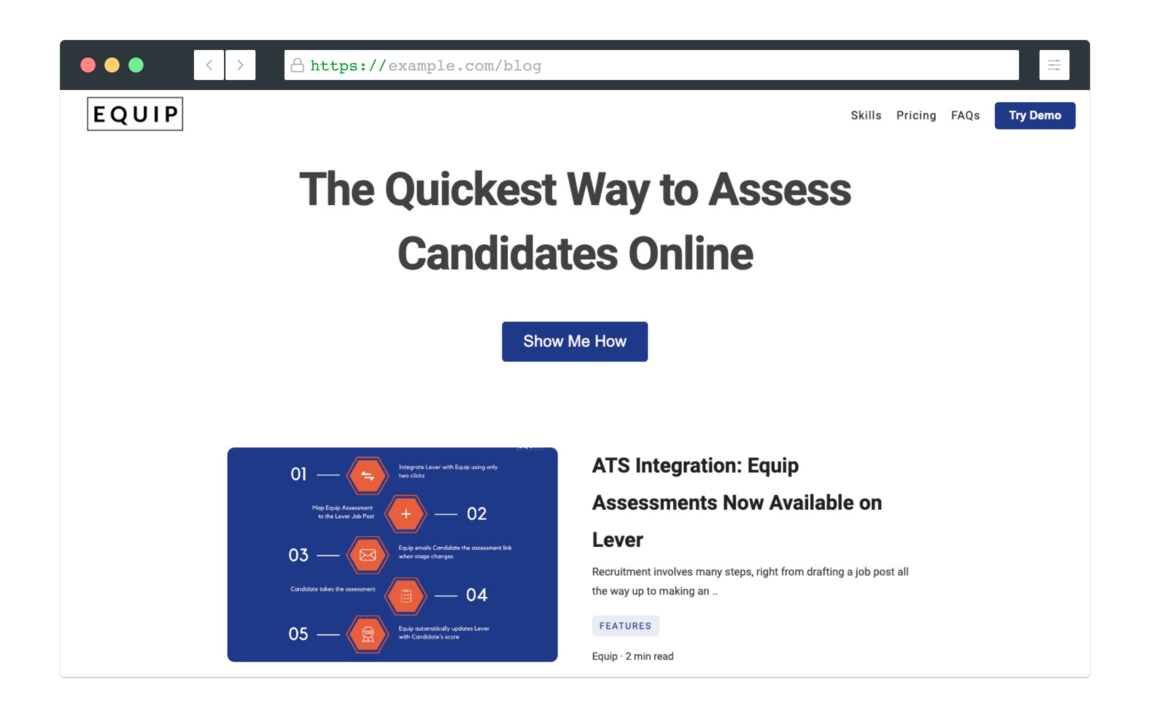 https://example.com/blog
EQUIP
Skills Pricing FAQs Try Demo
The Quickest Way to Assess
Candidates Online
Show Me How
01
Integrate Lever with Equip using only
two clicks
Map Equip Assessment
to the Lever Job Post
02
03
Equip emails Candidate the assessment link
when stage changes
Candidate takes the assessment
04
05
Equip automatically updates Lever
with Candidate's score
ATS Integration: Equip
Assessments Now Available on
Lever
Recruitment involves many steps, right from drafting a job post all
the way up to making an ..
FEATURES
Equip · 2 min read